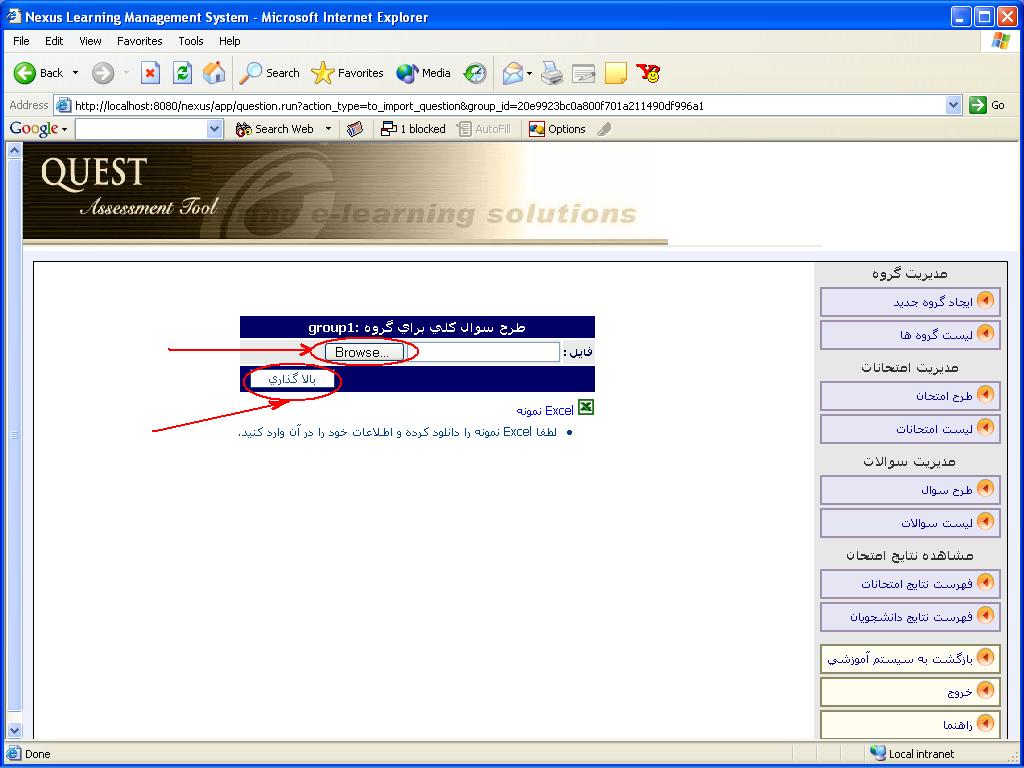 Nexus Learning Management System - Microsoft Internet Explorer
File Edit View Favorites Tools Help
Back Search Favorites Media
Address http://localhost:8080/nexus/app/question.run?action_type=to_import_question&group_id=20e9923bc0a800f701a211490df996a1 Go
Google Search Web 1 blocked AutoFill Options
QUEST
Assessment Tool
e-learning solutions
مديريت گروه
ايجاد گروه جديد
ليست گروه ها
مديريت امتحانات
طرح امتحان
ليست امتحانات
مديريت سوالات
طرح سوال
ليست سوالات
مشاهده نتايج امتحان
فهرست نتايج امتحانات
فهرست نتايج دانشجويان
بازگشت به سيستم آموزشي
خروج
راهنما
طرح سوال كلي براي گروه :group1
فايل : Browse...
بالا گذاري
Excel نمونه
• لطفا Excel نمونه را دانلود كرده و اطلاعات خود را در آن وارد كنيد.
Done Local intranet